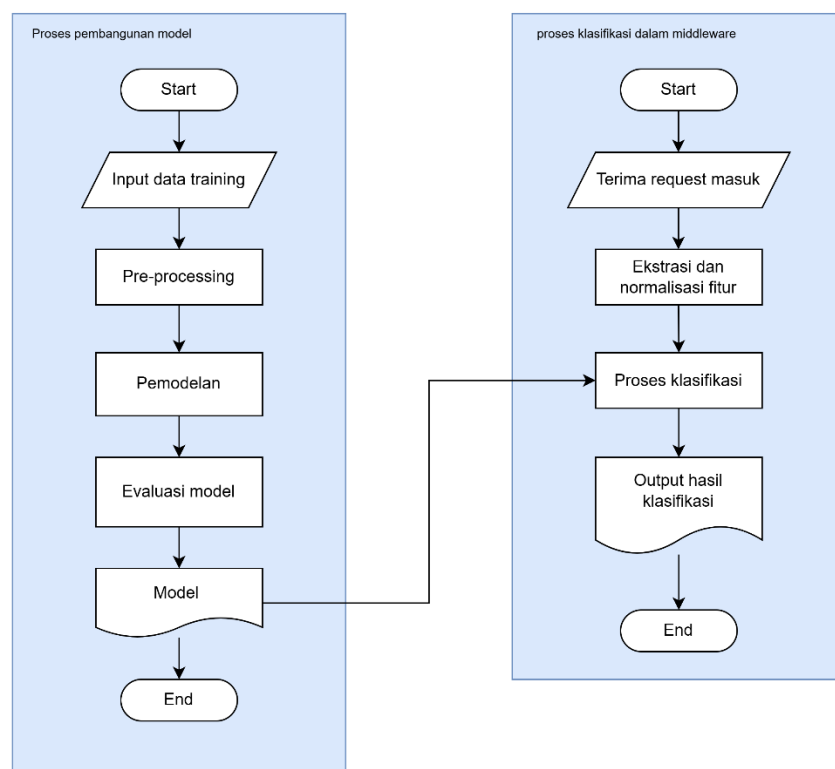 Proses pembangunan model
Start
Input data training
Pre-processing
Pemodelan
Evaluasi model
Model
End
proses klasifikasi dalam middleware
Start
Terima request masuk
Ekstrasi dan
normalisasi fitur
Proses klasifikasi
Output hasil
klasifikasi
End